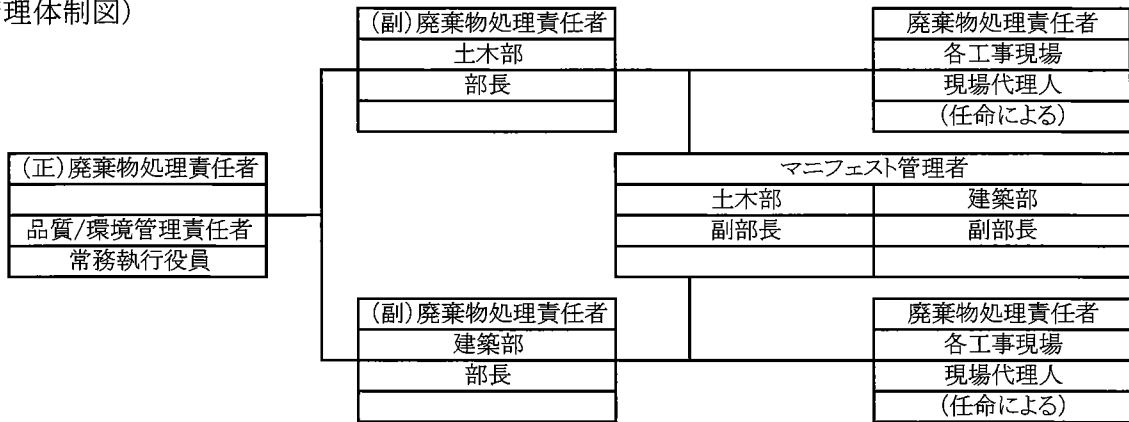 理体制図)
(副)廃棄物処理責任者
土木部
部長
廃棄物処理責任者
各工事現場
現場代理人
(任命による)
(正)廃棄物処理責任者
品質/環境管理責任者
常務執行役員
マニフェスト管理者
土木部 建築部
副部長 副部長
(副)廃棄物処理責任者
建築部
部長
廃棄物処理責任者
各工事現場
現場代理人
(任命による)